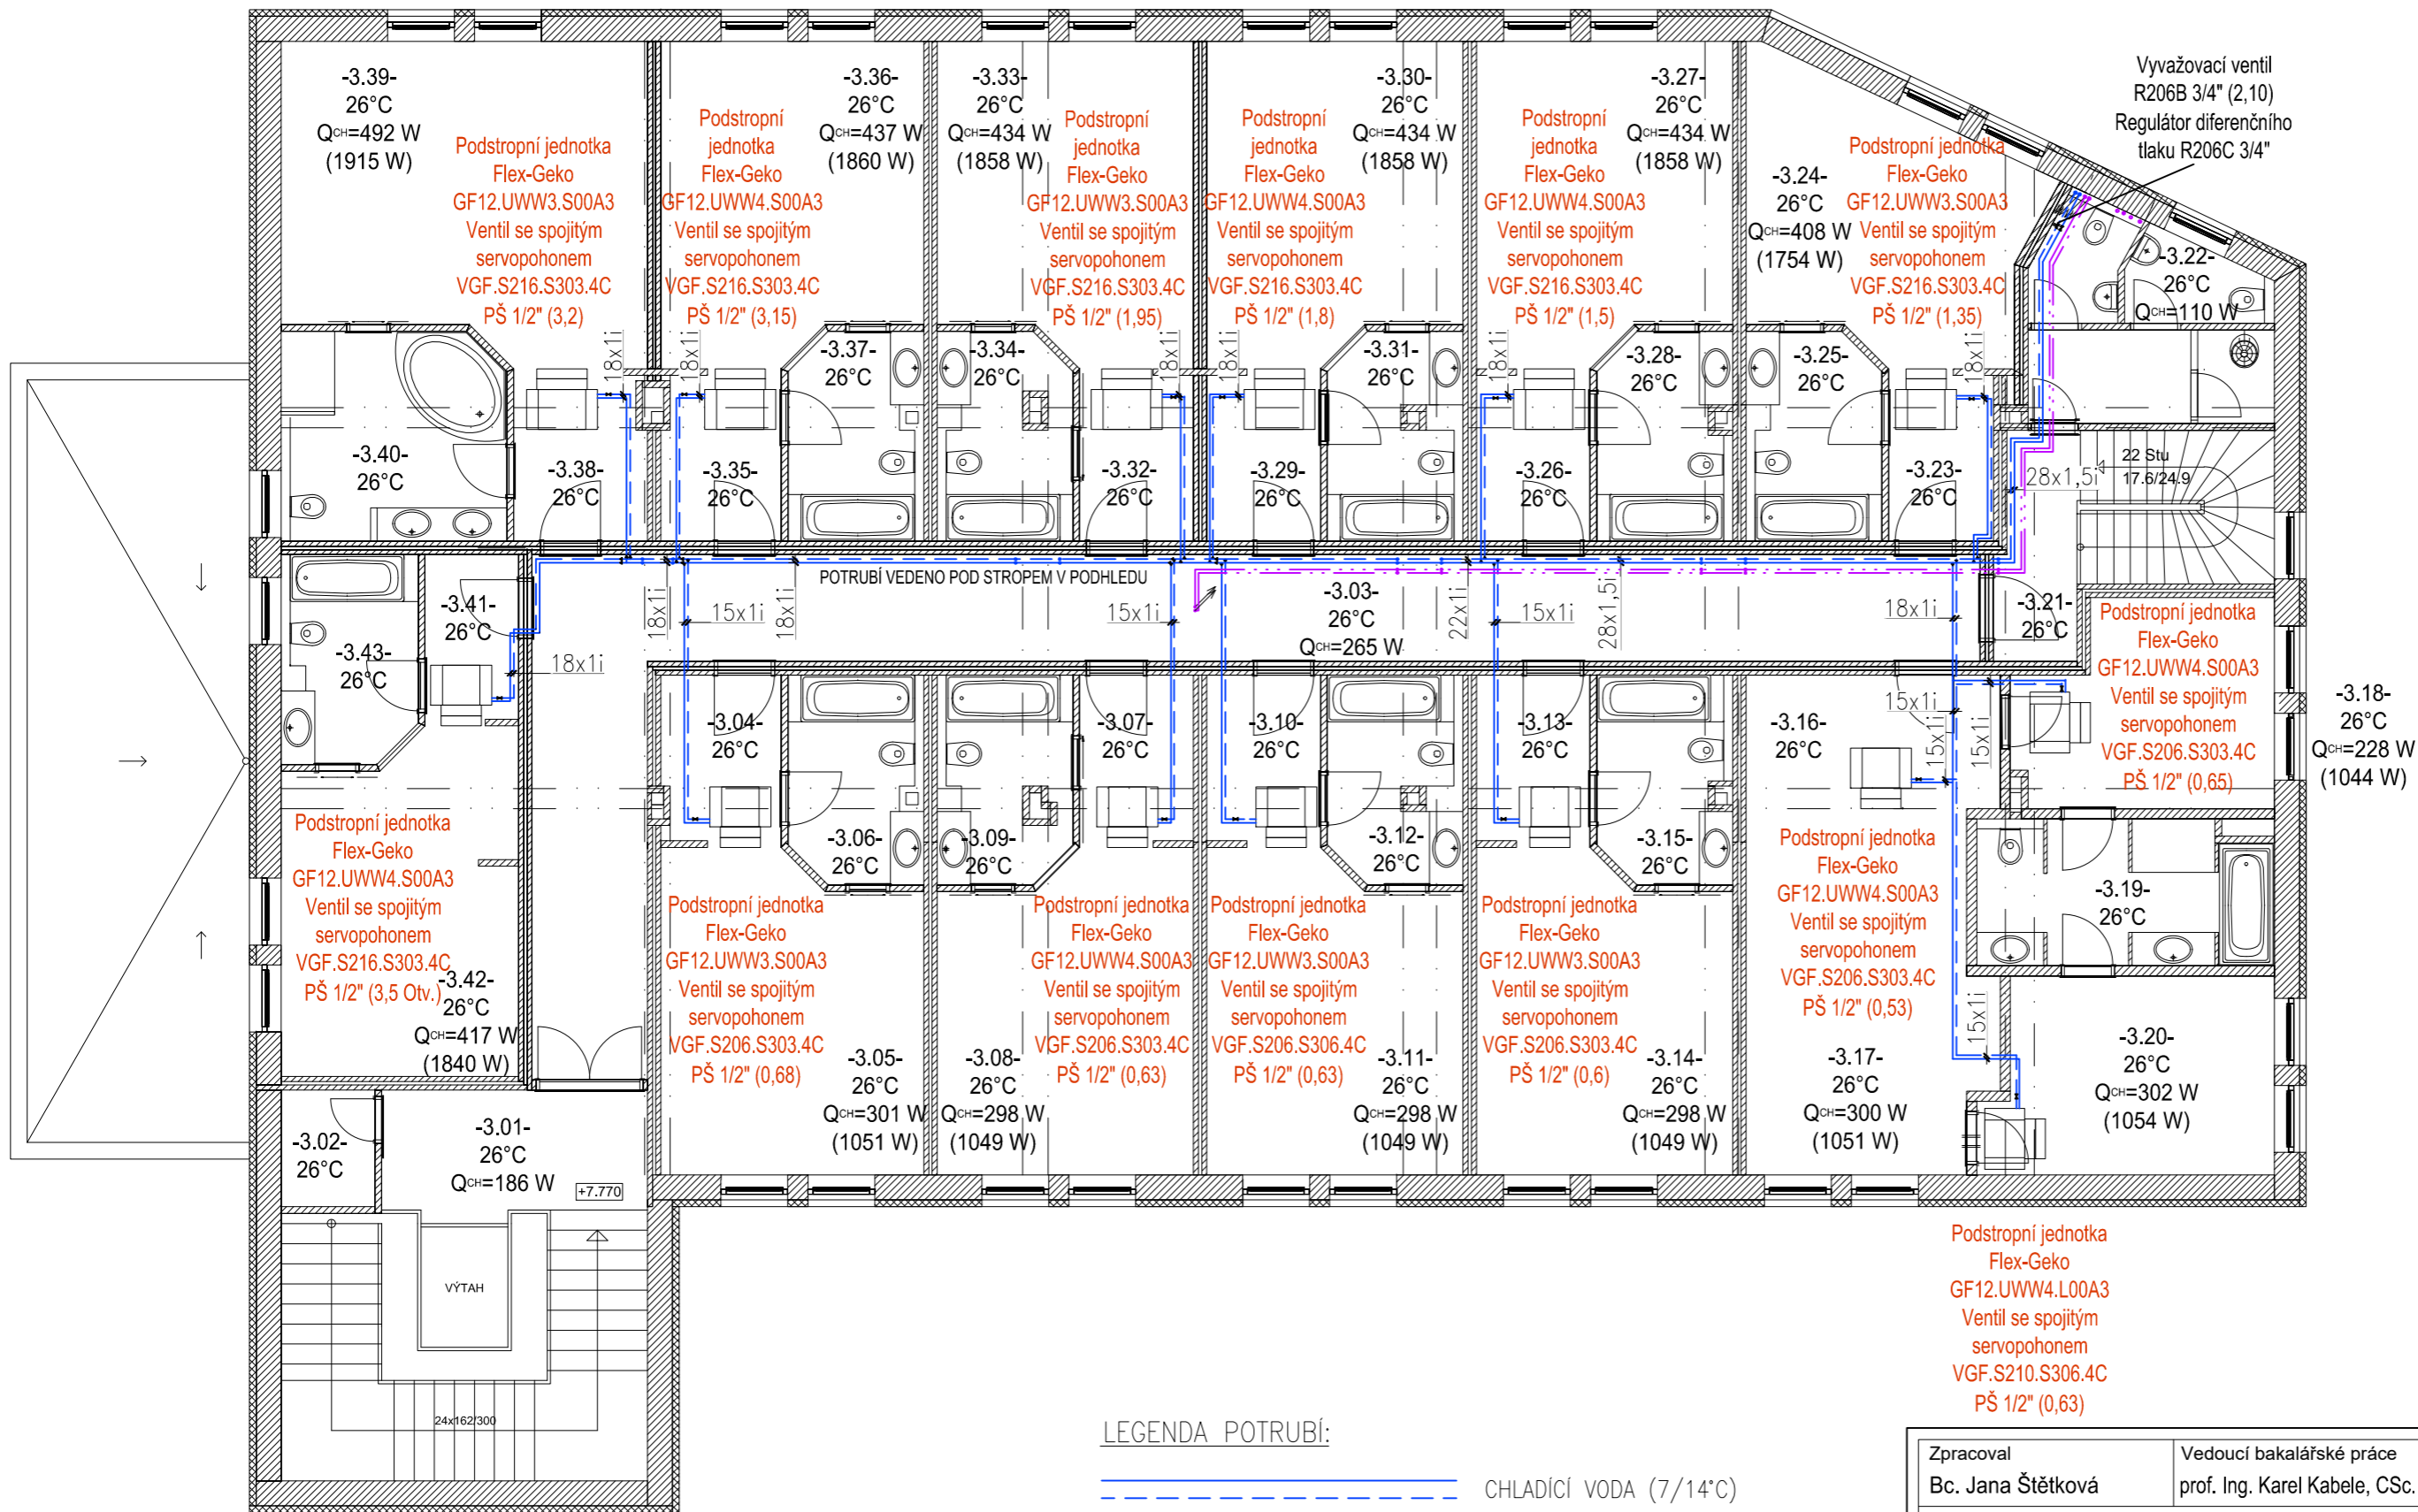 -3.39-
26°C
QCH=492 W
(1915 W)
Podstropní jednotka
Flex-Geko
GF12.UWW3.S00A3
Ventil se spojitým
servopohonem
VGF.S216.S303.4C
PŠ 1/2" (3,2)
Podstropní
jednotka
Flex-Geko
GF12.UWW4.S00A3
Ventil se spojitým
servopohonem
VGF.S216.S303.4C
PŠ 1/2" (3,15)
-3.36-
26°C
QCH=437 W
(1860 W)
-3.33-
26°C
QCH=434 W
(1858 W)
Podstropní
jednotka
Flex-Geko
GF12.UWW3.S00A3
Ventil se spojitým
servopohonem
VGF.S216.S303.4C
PŠ 1/2" (1,95)
Podstropní
jednotka
Flex-Geko
GF12.UWW4.S00A3
Ventil se spojitým
servopohonem
VGF.S216.S303.4C
PŠ 1/2" (1,8)
-3.30-
26°C
QCH=434 W
(1858 W)
Podstropní
jednotka
Flex-Geko
GF12.UWW4.S00A3
Ventil se spojitým
servopohonem
VGF.S216.S303.4C
PŠ 1/2" (1,5)
-3.27-
26°C
QCH=434 W
(1858 W)
-3.24-
26°C
QCH=408 W
(1754 W)
Podstropní jednotka
Flex-Geko
GF12.UWW3.S00A3
Ventil se spojitým
servopohonem
VGF.S216.S303.4C
PŠ 1/2" (1,35)
Vyvažovací ventil
R206B 3/4" (2,10)
Regulátor diferenčního
tlaku R206C 3/4"
-3.22-
26°C
QCH=110 W
18x1i
18x1i
18x1i
18x1i
18x1i
18x1i
-3.37-
26°C
-3.34-
26°C
-3.31-
26°C
-3.28-
26°C
-3.25-
26°C
-3.40-
26°C
-3.38-
26°C
-3.35-
26°C
-3.32-
26°C
-3.29-
26°C
-3.26-
26°C
-3.23-
26°C
28x1,5i
22 Stu
17.6/24.9
POTRUBÍ VEDENO POD STROPEM V PODHLEDU
-3.41-
26°C
-3.43-
26°C
18x1i
18x1i
15x1i
18x1i
15x1i
-3.03-
26°C
QCH=265 W
22x1i
15x1i
28x1,5i
18x1i
-3.21-
26°C
Podstropní jednotka
Flex-Geko
GF12.UWW4.S00A3
Ventil se spojitým
servopohonem
VGF.S206.S303.4C
PŠ 1/2" (0,65)
-3.18-
26°C
QCH=228 W
(1044 W)
-3.04-
26°C
-3.07-
26°C
-3.10-
26°C
-3.13-
26°C
-3.16-
26°C
15x1i
15x1i
15x1i
-3.06-
26°C
-3.09-
26°C
-3.12-
26°C
-3.15-
26°C
-3.19-
26°C
Podstropní jednotka
Flex-Geko
GF12.UWW4.S00A3
Ventil se spojitým
servopohonem
VGF.S216.S303.4C
PŠ 1/2" (3,5 Otv.)
-3.42-
26°C
QCH=417 W
(1840 W)
Podstropní jednotka
Flex-Geko
GF12.UWW3.S00A3
Ventil se spojitým
servopohonem
VGF.S206.S303.4C
PŠ 1/2" (0,68)
-3.05-
26°C
QCH=301 W
(1051 W)
-3.08-
26°C
QCH=298 W
(1049 W)
Podstropní jednotka
Flex-Geko
GF12.UWW4.S00A3
Ventil se spojitým
servopohonem
VGF.S206.S303.4C
PŠ 1/2" (0,63)
Podstropní jednotka
Flex-Geko
GF12.UWW3.S00A3
Ventil se spojitým
servopohonem
VGF.S206.S306.4C
PŠ 1/2" (0,63)
-3.11-
26°C
QCH=298 W
(1049 W)
Podstropní jednotka
Flex-Geko
GF12.UWW3.S00A3
Ventil se spojitým
servopohonem
VGF.S206.S303.4C
PŠ 1/2" (0,6)
-3.14-
26°C
QCH=298 W
(1049 W)
Podstropní jednotka
Flex-Geko
GF12.UWW4.S00A3
Ventil se spojitým
servopohonem
VGF.S206.S303.4C
PŠ 1/2" (0,53)
-3.17-
26°C
QCH=300 W
(1051 W)
15x1i
-3.20-
26°C
QCH=302 W
(1054 W)
-3.02-
26°C
-3.01-
26°C
QCH=186 W
+7.770
VÝTAH
24x162/300
Podstropní jednotka
Flex-Geko
GF12.UWW4.L00A3
Ventil se spojitým
servopohonem
VGF.S210.S306.4C
PŠ 1/2" (0,63)
LEGENDA POTRUBÍ:
CHLADÍCÍ VODA (7/14°C)
Zpracoval
Bc. Jana Štětková
Vedoucí bakalářské práce
prof. Ing. Karel Kabele, CSc.